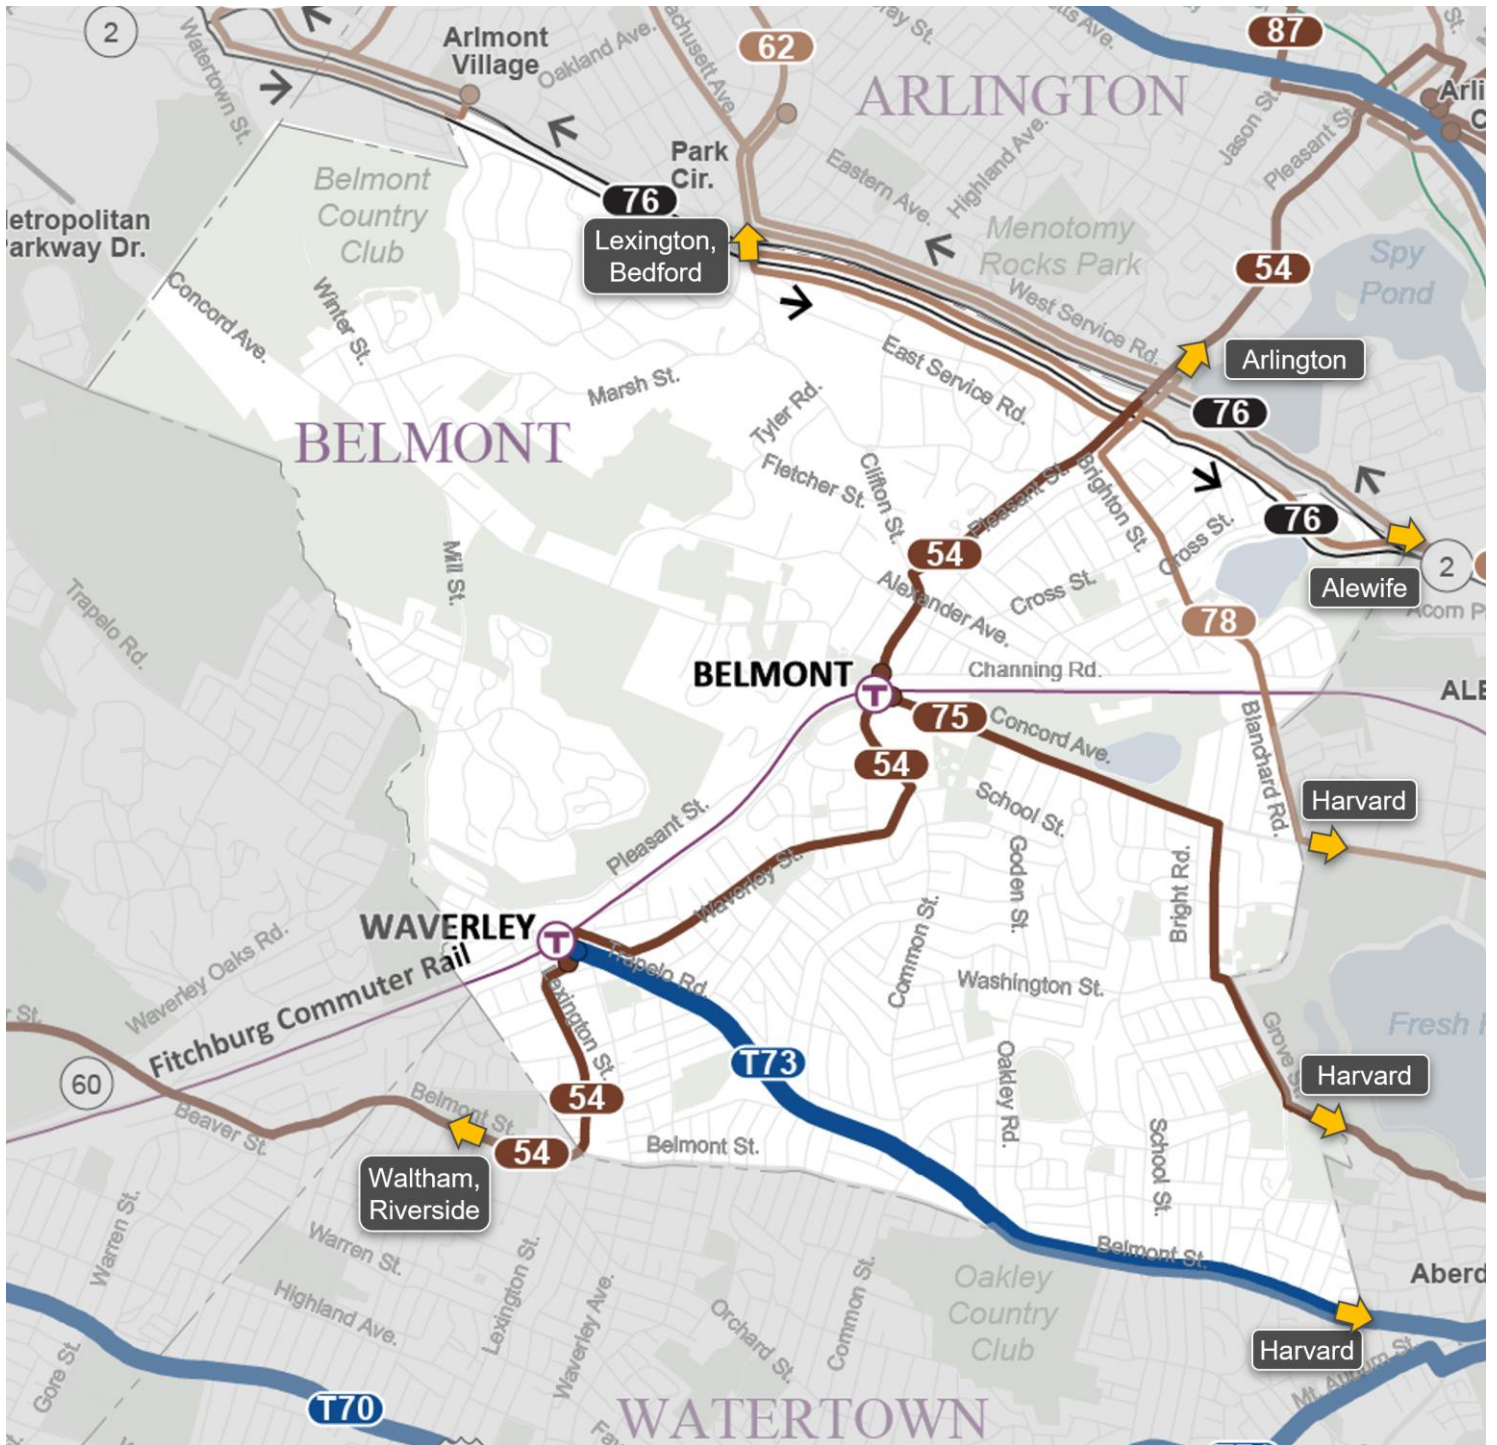 2
Watertown St.
Arlmont
Village
Oakland Ave.
62
ARLINGTON
87
Jason St.
Pleasant St.
Park
Cir.
Eastern Ave.
Highland Ave.
Belmont
Country
Club
76
Lexington,
Bedford
Menotomy
Rocks Park
54
Spy
Pond
Concord Ave.
Winter St.
West Service Rd.
Arlington
East Service Rd.
Marsh St.
Tyler Rd.
76
BELMONT
Fletcher St.
Clifton St.
Pleasant St.
Brighton St.
76
Cross St.
54
2
Alewife
Mill St.
Alexander Ave.
Cross St.
78
Trapelo Rd.
BELMONT
Channing Rd.
75
Concord Ave.
54
Blanchard Rd.
Harvard
School St.
Pleasant St.
Goden St.
Waverley St.
Bright Rd.
WAVERLEY
Common St.
Waverley Oaks Rd.
Trapelo Rd.
Washington St.
Fitchburg Commuter Rail
Lexington St.
Grove St.
T73
Oakley Rd.
Harvard
60
Beaver St.
Belmont St.
54
54
Belmont St.
School St.
Waltham,
Riverside
Warren St.
Warren St.
Lexington St.
Belmont St.
Highland Ave.
Waverley Ave.
Orchard St.
Common St.
Oakley
Country
Club
Harvard
Mt. Auburn St.
Gore St.
T70
WATERTOWN